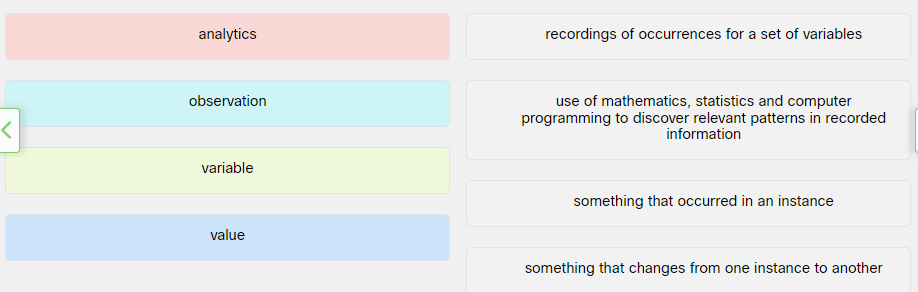 analytics
observation
variable
value
recordings of occurrences for a set of variables
use of mathematics, statistics and computer
programming to discover relevant patterns in recorded
information
something that occurred in an instance
something that changes from one instance to another